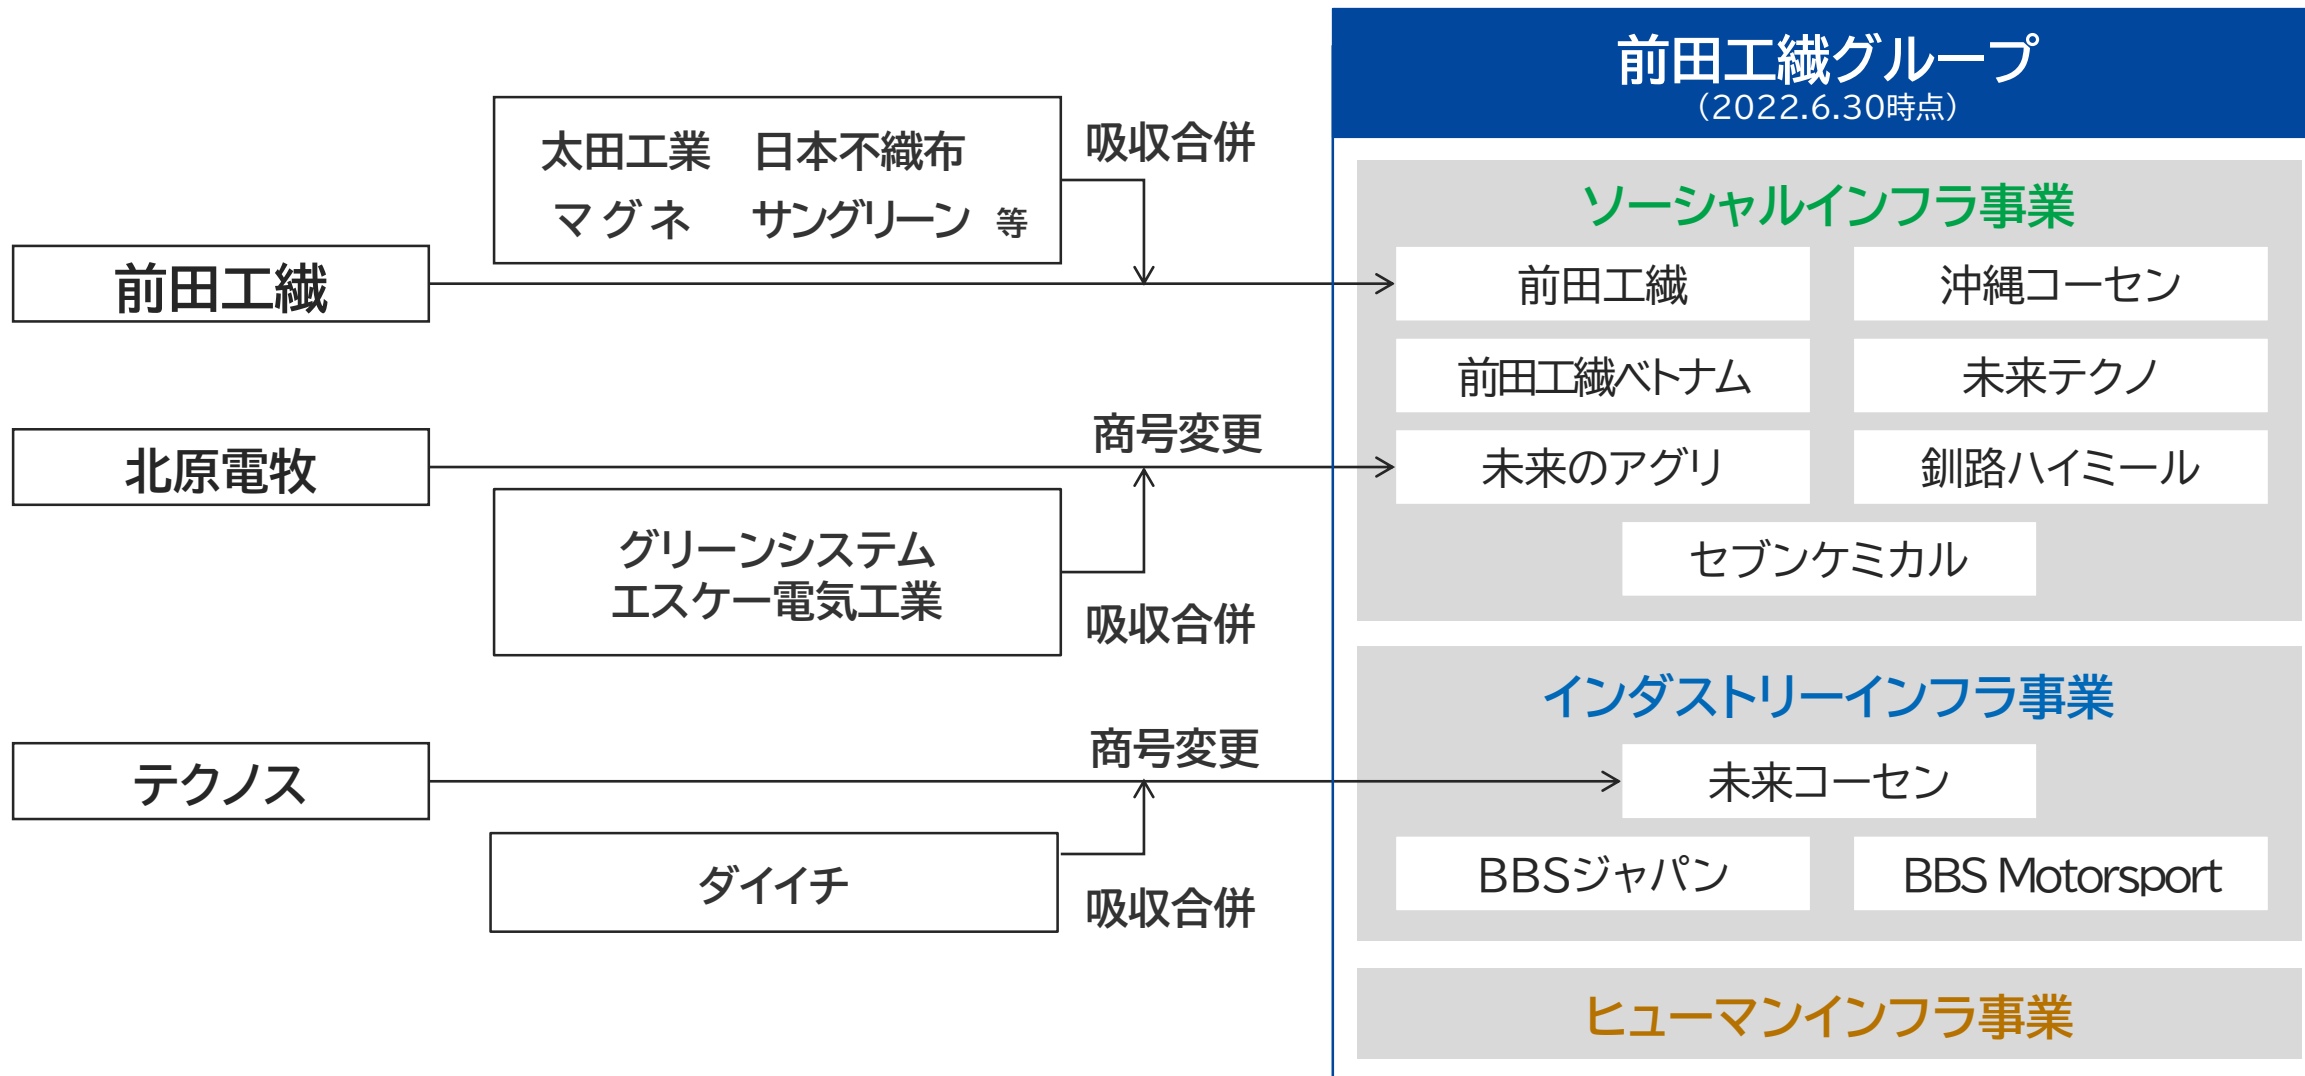 前田工繊グループ
(2022.6.30時点)
太田工業 日本不織布
マグネ サングリーン 等
吸収合併
前田工繊
ソーシャルインフラ事業
前田工繊 沖縄コーセン
前田工繊ベトナム 未来テクノ
北原電牧
商号変更
未来のアグリ 釧路ハイミール
セブンケミカル
グリーンシステム
エスケー電気工業
吸収合併
インダストリーインフラ事業
テクノス
商号変更
未来コーセン
BBSジャパン BBS Motorsport
ダイイチ
吸収合併
ヒューマンインフラ事業